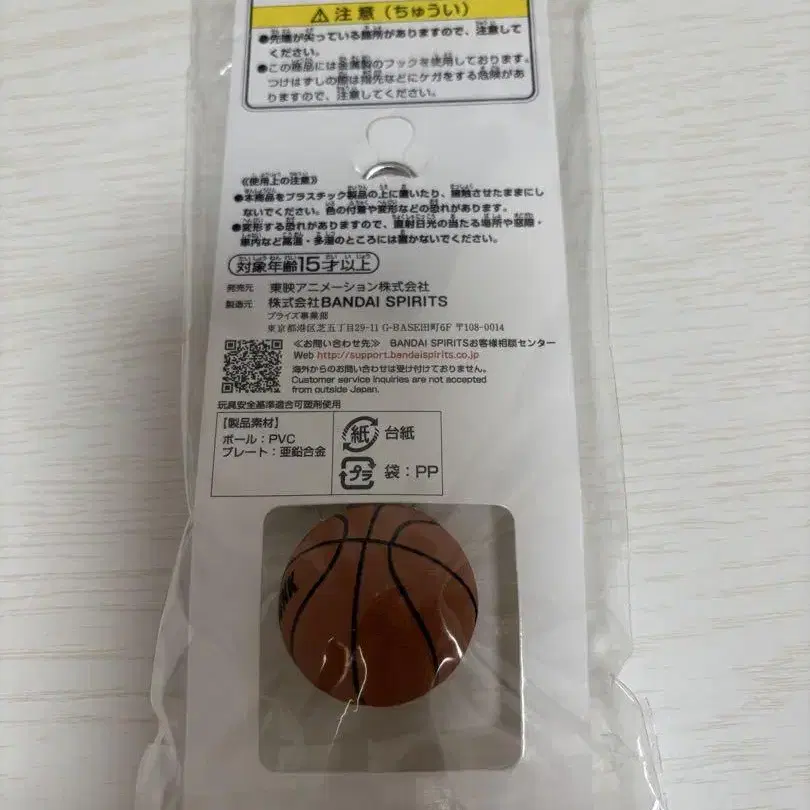 ⚠注意（ちゅうい）
●先端が尖っている箇所がありますので、注意して
ください。
●この商品には金属製のフックを使用しております。
つけはずしの際は指先などにケガをする危険があ
りますので、注意してください。
《使用上の注意》
●本商品をプラスチック製品の上に置いたり、接触させたままにし
ないでください。色の付着や変形などの恐れがあります。
●変形する恐れがありますので、直射日光の当たる場所や窓際・
車内など高温・多湿のところには置かないでください。
対象年齢15才以上
発売元 東映アニメーション株式会社
製造元 株式会社BANDAI SPIRITS
プライズ事業部
東京都港区芝五丁目29-11 G-BASE田町6F 〒108-0014
≪お問い合わせ先≫ BANDAI SPIRITSお客様相談センター
Web http://support.bandaispirits.co.jp
海外からのお問い合わせは受け付けておりません。
Customer service inquiries are not accepted
from outside Japan.
玩具安全基準適合可塑剤使用
【製品素材】
ボール：PVC
プレート：亜鉛合金
紙 台紙
プラ 袋：PP